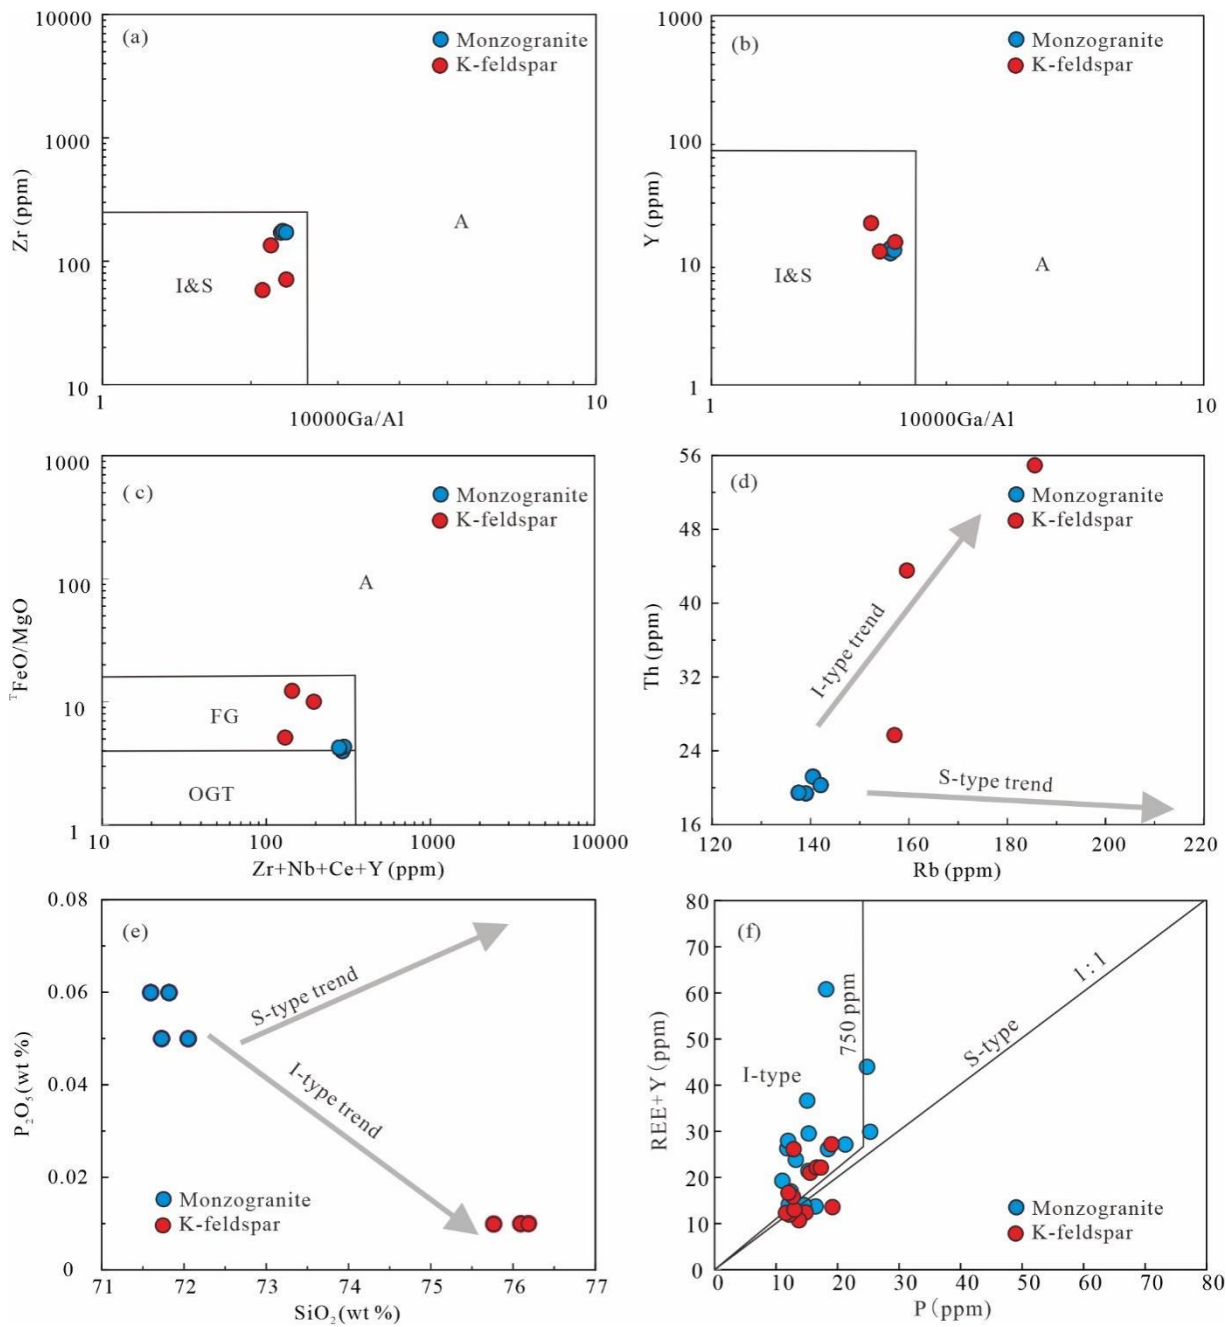 (a)
Monzogranite
K-feldspar
10000
1000
100
10
Zr (ppm)
I&S
A
1
10
10000Ga/Al
(b)
Monzogranite
K-feldspar
1000
100
10
1
Y (ppm)
I&S
A
1
10
10000Ga/Al
(c)
Monzogranite
K-feldspar
1000
100
10
1
TFeO/MgO
A
FG
OGT
10
100
1000
10000
Zr+Nb+Ce+Y (ppm)
(d)
Monzogranite
K-feldspar
56
48
40
32
24
16
Th (ppm)
I-type trend
S-type trend
120
140
160
180
200
220
Rb (ppm)
(e)
0.08
0.06
0.04
0.02
0
P2O5(wt %)
S-type trend
I-type trend
Monzogranite
K-feldspar
71
72
73
74
75
76
77
SiO2(wt %)
(f)
80
70
60
50
40
30
20
10
0
REE+Y (ppm)
I-type
750 ppm
S-type
1:1
Monzogranite
K-feldspar
0
10
20
30
40
50
60
70
80
P (ppm)